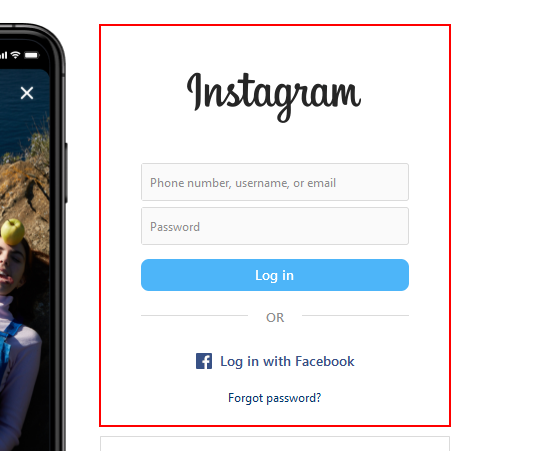 Instagram
Phone number, username, or email
Password
Log in
OR
Log in with Facebook
Forgot password?